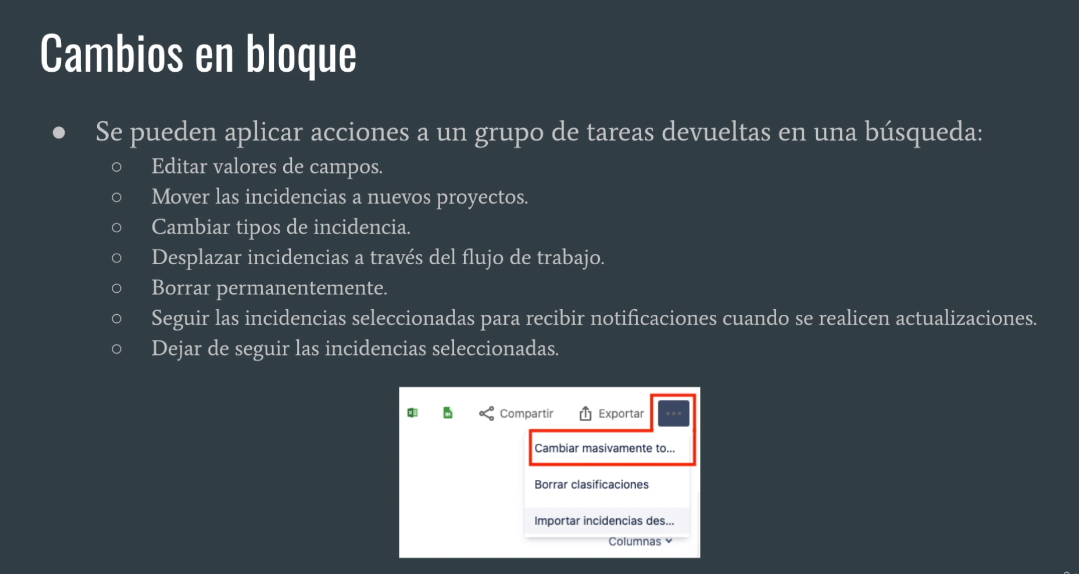 Cambios en bloque
● Se pueden aplicar acciones a un grupo de tareas devueltas en una búsqueda:
○ Editar valores de campos.
○ Mover las incidencias a nuevos proyectos.
○ Cambiar tipos de incidencia.
○ Desplazar incidencias a través del flujo de trabajo.
○ Borrar permanentemente.
○ Seguir las incidencias seleccionadas para recibir notificaciones cuando se realicen actualizaciones.
○ Dejar de seguir las incidencias seleccionadas.
Compartir Exportar ...
Cambiar masivamente to...
Borrar clasificaciones
Importar incidencias des...
Columnas